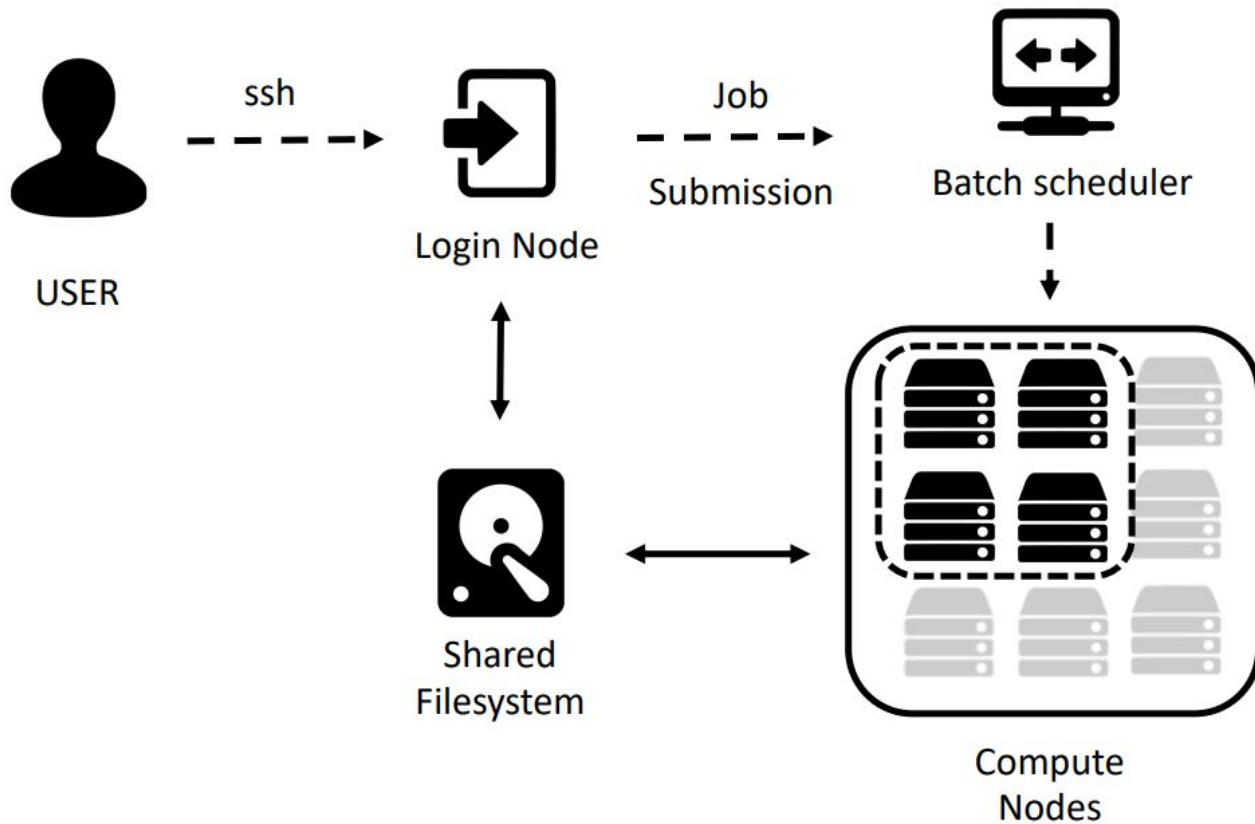 ssh
Job
Submission
Batch scheduler
Login Node
USER
Shared
Filesystem
Compute
Nodes